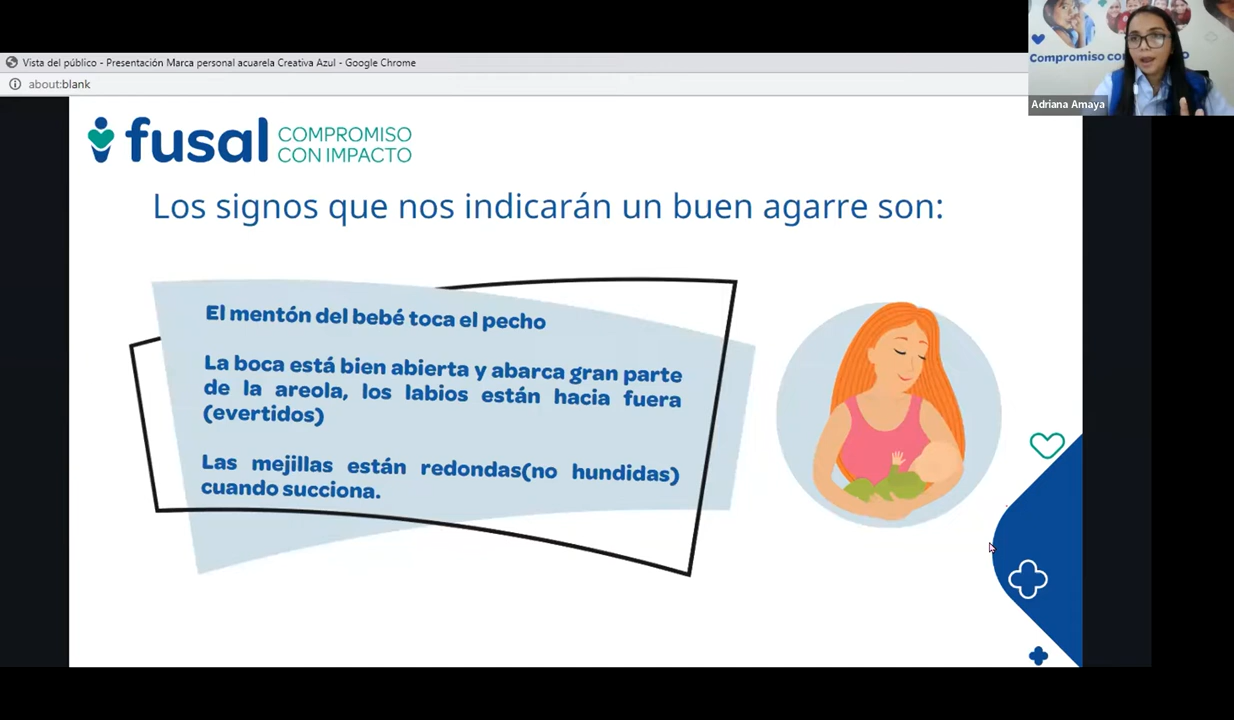 Vista del público - Presentación Marca personal acuarela Creativa Azul - Google Chrome
about:blank
Adriana Amaya
fusal COMPROMISO
CON IMPACTO
Los signos que nos indicarán un buen agarre son:
El mentón del bebé toca el pecho
La boca está bien abierta y abarca gran parte
de la areola, los labios están hacia fuera
(evertidos)
Las mejillas están redondas(no hundidas)
cuando succiona.